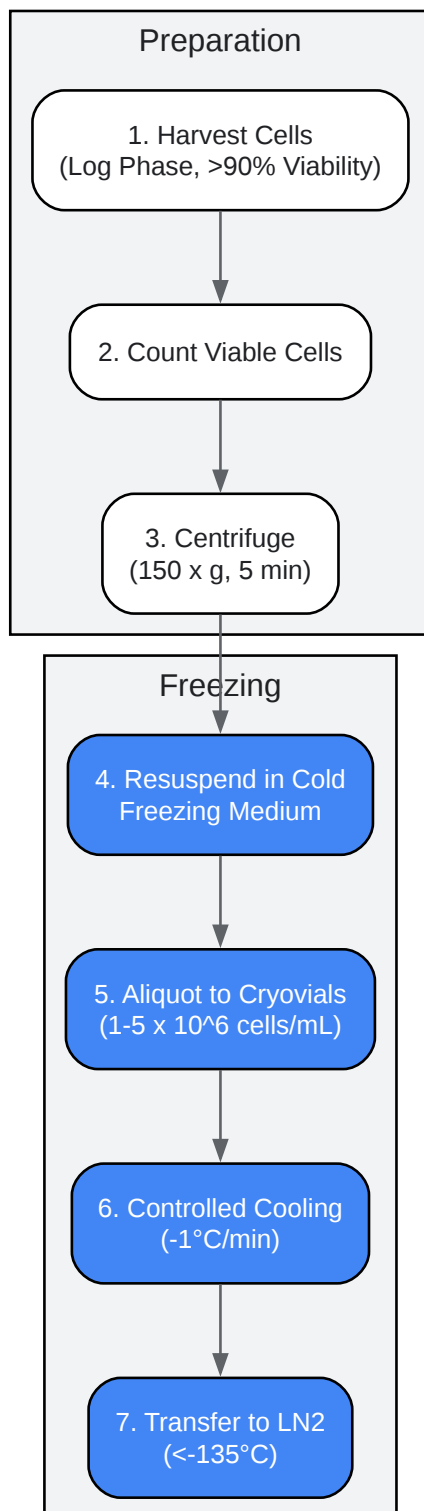 Preparation
1. Harvest Cells
(Log Phase, >90% Viability)
2. Count Viable Cells
3. Centrifuge
(150 x g, 5 min)
Freezing
4. Resuspend in Cold
Freezing Medium
5. Aliquot to Cryovials
(1-5 x 10^6 cells/mL)
6. Controlled Cooling
(-1°C/min)
7. Transfer to LN2
(<-135°C)